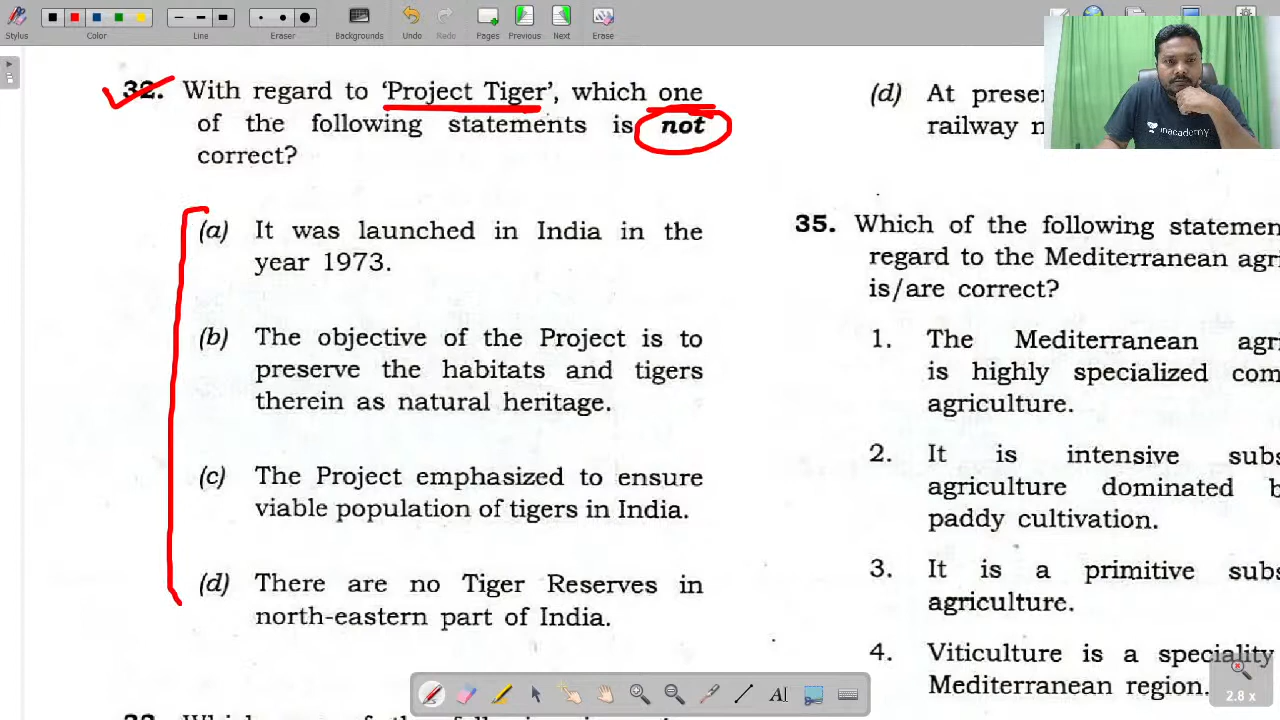 Stylus
Color
Line
Eraser
Backgrounds
Undo
Redo
Pages
Previous
Next
Erase
unacademy
32. With regard to ‘Project Tiger’, which one
of the following statements is not
correct?
(a) It was launched in India in the
year 1973.
(b) The objective of the Project is to
preserve the habitats and tigers
therein as natural heritage.
(c) The Project emphasized to ensure
viable population of tigers in India.
(d) There are no Tiger Reserves in
north-eastern part of India.
(d) At prese
railway n
35. Which of the following statemen
regard to the Mediterranean agri
is/are correct?
1. The Mediterranean agr
is highly specialized com
agriculture.
2. It is intensive subs
agriculture dominated b
paddy cultivation.
3. It is a primitive subs
agriculture.
4. Viticulture is a speciality
Mediterranean region.
AI
2.8 x